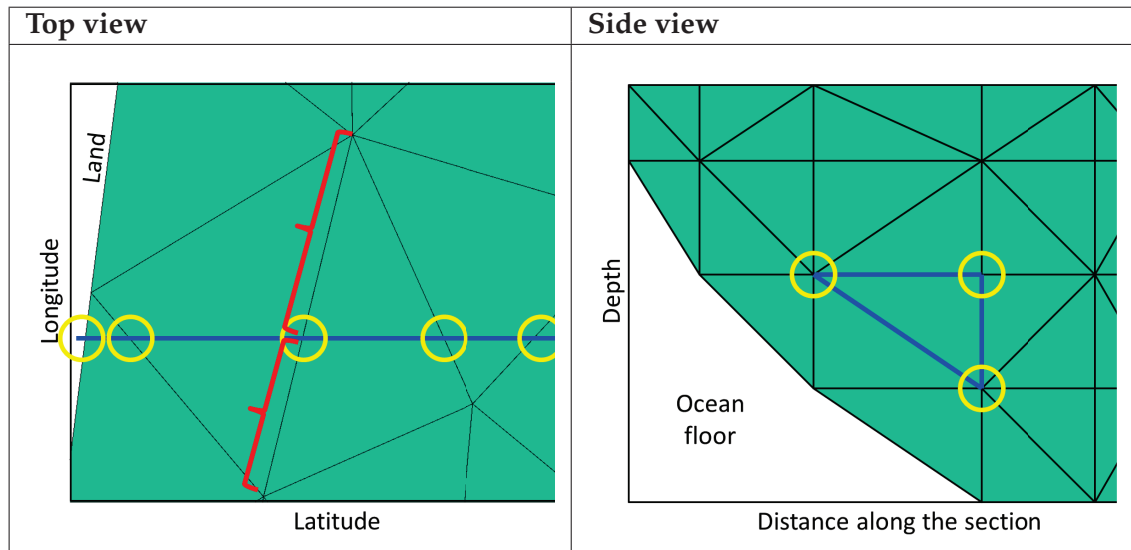 Top view
Side view
Land
Longitude
Latitude
Depth
Ocean
floor
Distance along the section